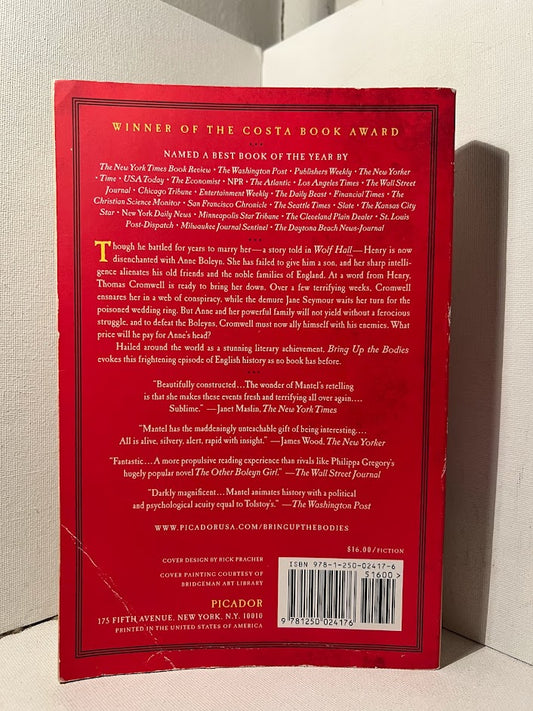 WINNER OF THE COSTA BOOK AWARD
NAMED A BEST BOOK OF THE YEAR BY
The New York Times Book Review • The Washington Post • Publishers Weekly • The New Yorker
• Time • USA Today • The Economist • NPR • The Atlantic • Los Angeles Times • The Wall Street
Journal • Chicago Tribune • Entertainment Weekly • The Daily Beast • Financial Times • The
Christian Science Monitor • San Francisco Chronicle • The Seattle Times • Slate • The Kansas City
Star • New York Daily News • Minneapolis Star Tribune • The Cleveland Plain Dealer • St. Louis
Post-Dispatch • Milwaukee Journal Sentinel • The Daytona Beach News-Journal
Though he battled for years to marry her—a story told in Wolf Hall—Henry is now
disenchanted with Anne Boleyn. She has failed to give him a son, and her sharp intelli-
gence alienates his old friends and the noble families of England. At a word from Henry,
Thomas Cromwell is ready to bring her down. Over a few terrifying weeks, Cromwell
ensnares her in a web of conspiracy, while the demure Jane Seymour waits her turn for the
poisoned wedding ring. But Anne and her powerful family will not yield without a ferocious
struggle, and to defeat the Boleyns, Cromwell must now ally himself with his enemies. What
price will he pay for Anne's head?
Hailed around the world as a stunning literary achievement, Bring Up the Bodies
evokes this frightening episode of English history as no book has before.
"Beautifully constructed...The wonder of Mantel's retelling
is that she makes these events fresh and terrifying all over again....
Sublime." —Janet Maslin, The New York Times
"Mantel has the maddeningly unteachable gift of being interesting....
All is alive, silvery, alert, rapid with insight." —James Wood, The New Yorker
"Fantastic...A more propulsive reading experience than rivals like Philippa Gregory's
hugely popular novel The Other Boleyn Girl." —The Wall Street Journal
"Darkly magnificent...Mantel animates history with a political
and psychological acuity equal to Tolstoy's." —The Washington Post
WWW.PICADORUSA.COM/BRINGUPTHEBODIES
$16.00/FICTION
COVER DESIGN BY RICK PRACHER
COVER PAINTING COURTESY OF
BRIDGEMAN ART LIBRARY
ISBN 978-1-250-02417-6
51600>
9 781250 024176
PICADOR
175 FIFTH AVENUE, NEW YORK, N.Y. 10010
PRINTED IN THE UNITED STATES OF AMERICA